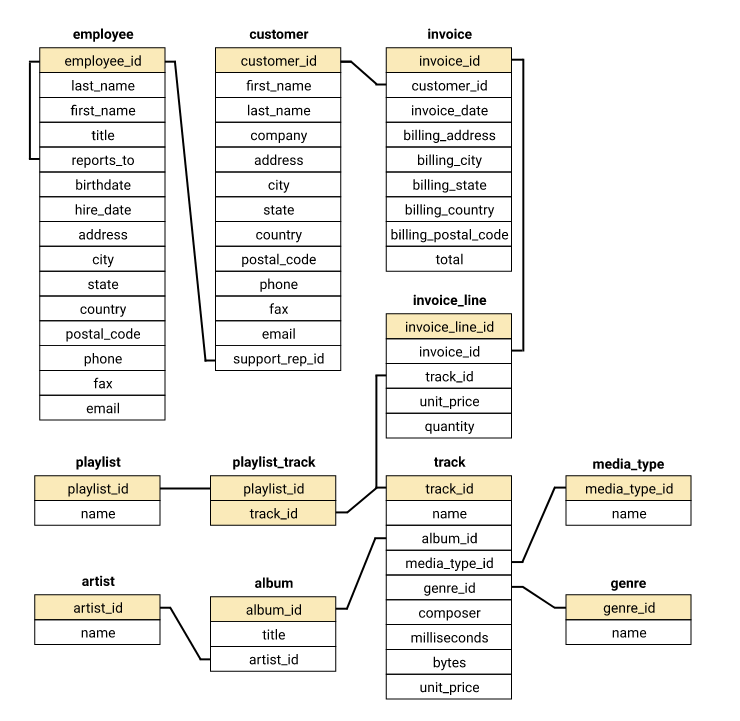 employee
employee_id
last_name
first_name
title
reports_to
birthdate
hire_date
address
city
state
country
postal_code
phone
fax
email
customer
customer_id
first_name
last_name
company
address
city
state
country
postal_code
phone
fax
email
support_rep_id
invoice
invoice_id
customer_id
invoice_date
billing_address
billing_city
billing_state
billing_country
billing_postal_code
total
invoice_line
invoice_line_id
invoice_id
track_id
unit_price
quantity
playlist
playlist_id
name
playlist_track
playlist_id
track_id
track
track_id
name
album_id
media_type_id
genre_id
composer
milliseconds
bytes
unit_price
media_type
media_type_id
name
artist
artist_id
name
album
album_id
title
artist_id
genre
genre_id
name